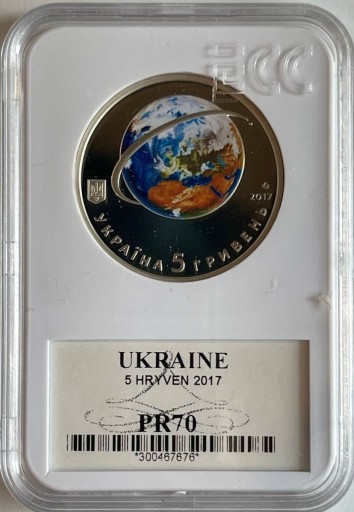 ECC
2017
УКРАЇНА 5 ГРИВЕНЬ
UKRAINE
5 HRYVEN 2017
PR70
*300467676*